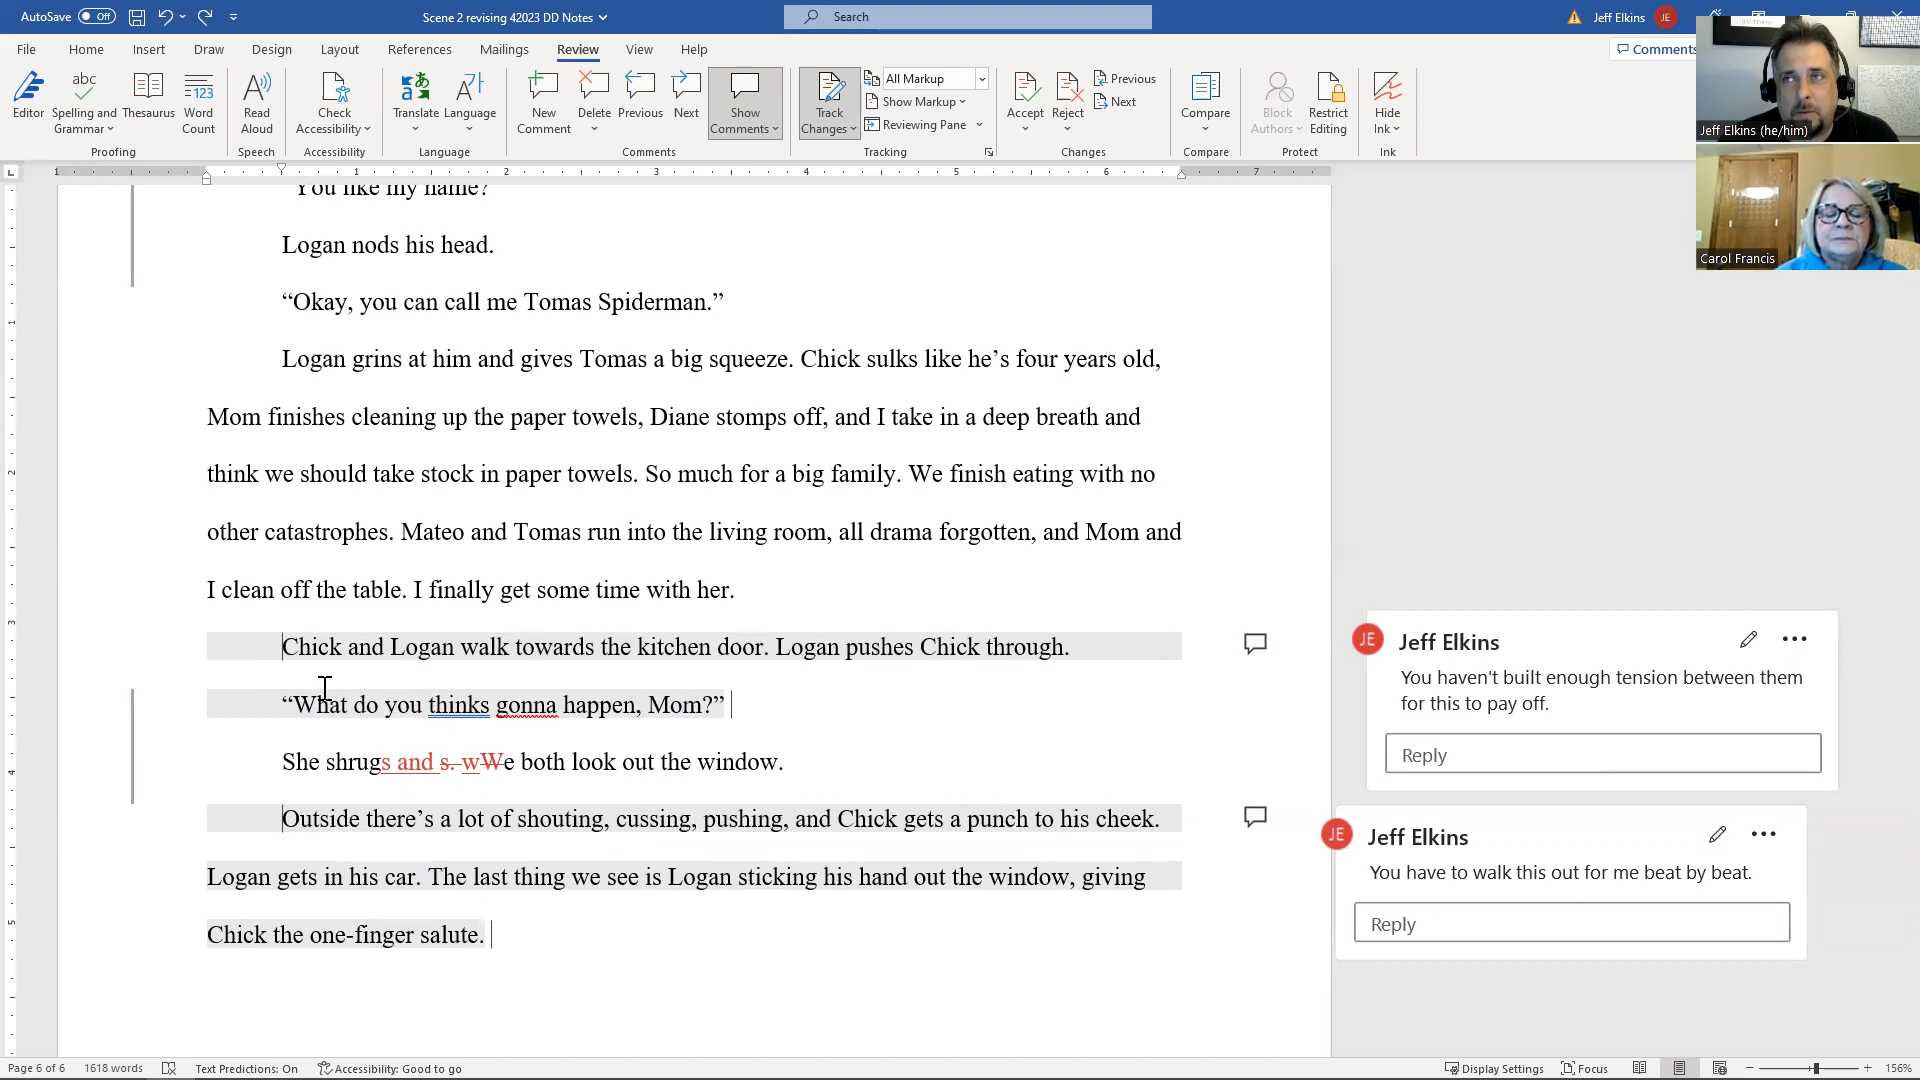 AutoSave Off Scene 2 revising 42023 DD Notes Search Jeff Elkins JE
File Home Insert Draw Design Layout References Mailings Review View Help Comments
Editor Spelling and Grammar Thesaurus Word Count Read Aloud Check Accessibility Translate Language New Comment Delete Previous Next Show Comments Track Changes All Markup Show Markup Reviewing Pane Accept Reject Previous Next Compare Block Authors Restrict Editing Hide Ink
Proofing Speech Accessibility Language Comments Tracking Changes Compare Protect Ink
Jeff Elkins (he/him)
Carol Francis
1 1 2 3 4 5 6 7
You like my name?
Logan nods his head.
“Okay, you can call me Tomas Spiderman.”
Logan grins at him and gives Tomas a big squeeze. Chick sulks like he’s four years old,
Mom finishes cleaning up the paper towels, Diane stomps off, and I take in a deep breath and
think we should take stock in paper towels. So much for a big family. We finish eating with no
other catastrophes. Mateo and Tomas run into the living room, all drama forgotten, and Mom and
I clean off the table. I finally get some time with her.
Chick and Logan walk towards the kitchen door. Logan pushes Chick through.
“What do you thinks gonna happen, Mom?”
She shrugs and s. wWe both look out the window.
Outside there’s a lot of shouting, cussing, pushing, and Chick gets a punch to his cheek.
Logan gets in his car. The last thing we see is Logan sticking his hand out the window, giving
Chick the one-finger salute.
JE Jeff Elkins
You haven't built enough tension between them
for this to pay off.
Reply
JE Jeff Elkins
You have to walk this out for me beat by beat.
Reply
Page 6 of 6 1618 words Text Predictions: On Accessibility: Good to go Display Settings Focus 156%